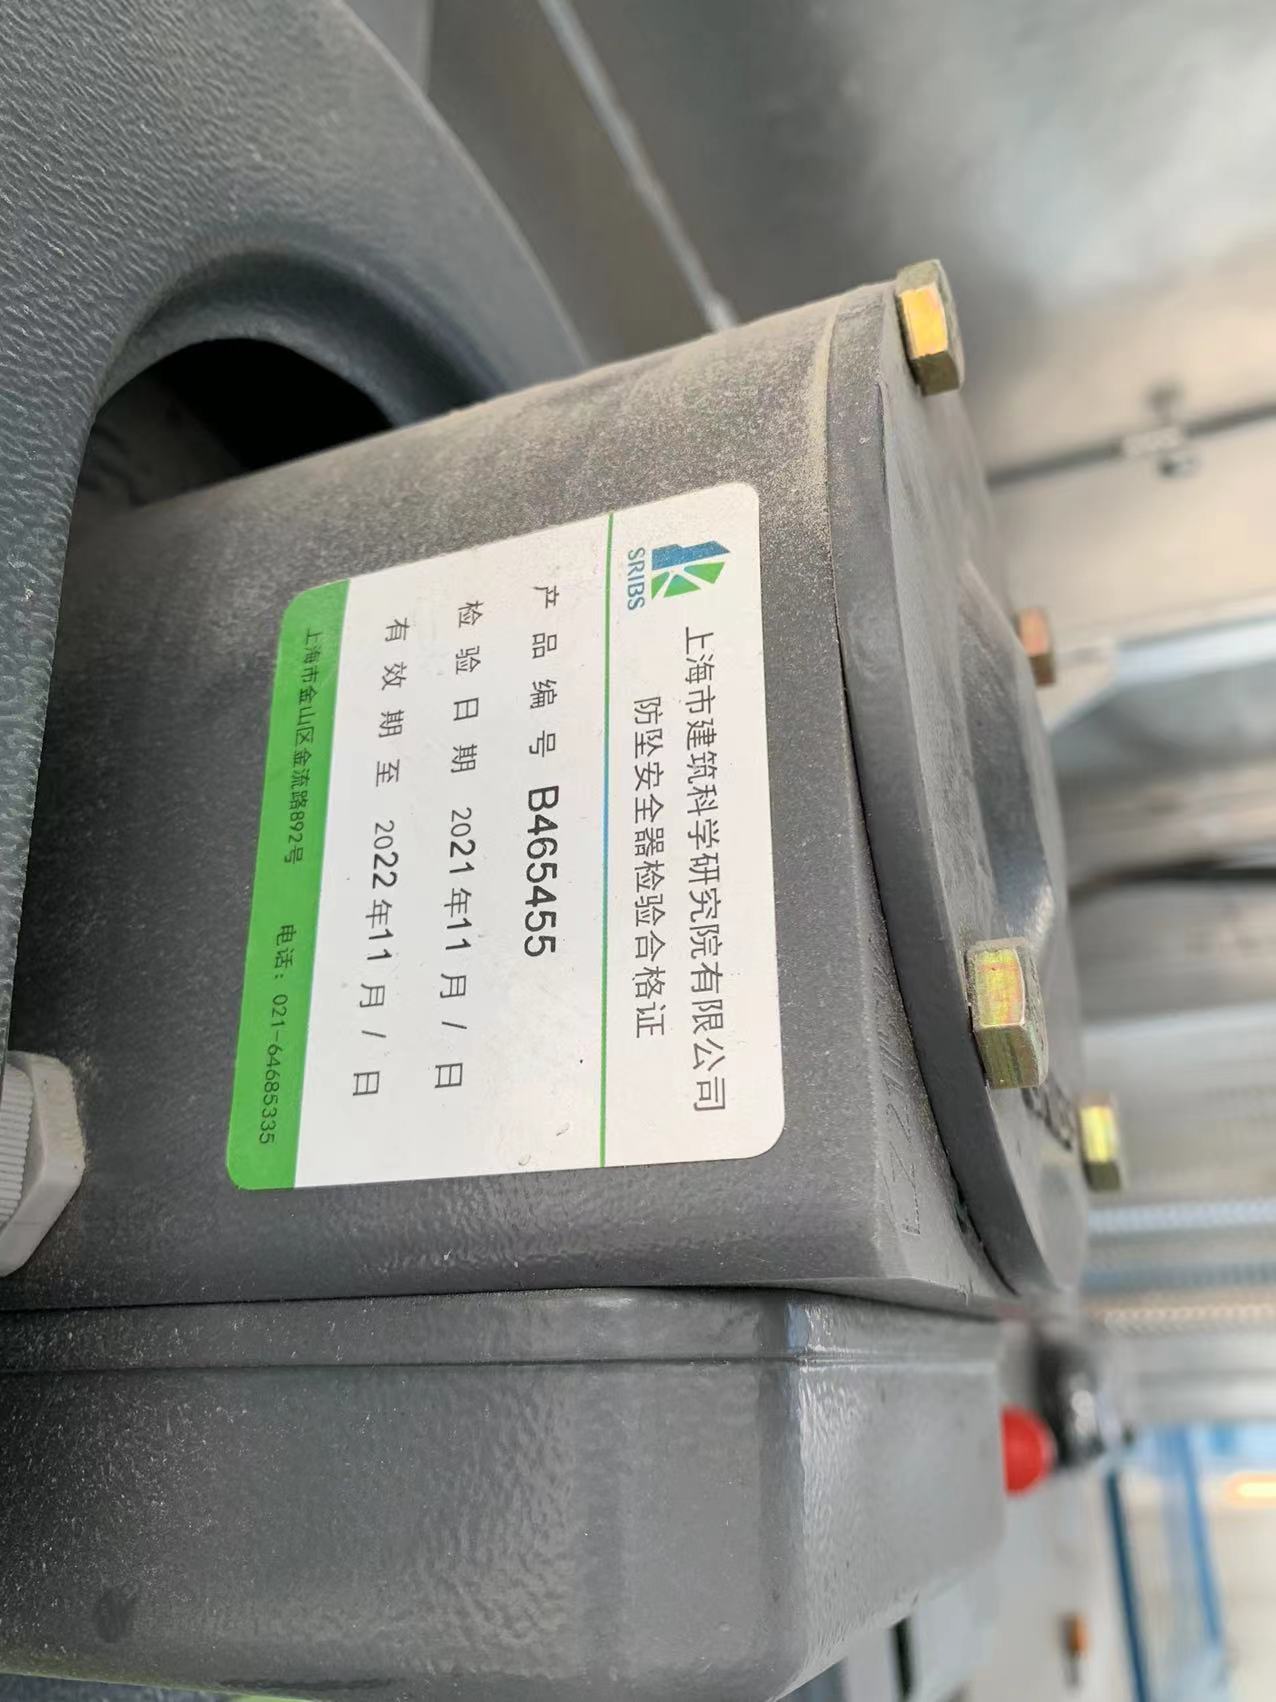 SRIBS
上海市建筑科学研究院有限公司
防坠安全器检验合格证
产品编号 B465455
检验日期 2021年11月/日
有效期至 2022年11月/日
上海市金山区金流路892号 电话：021-64685335